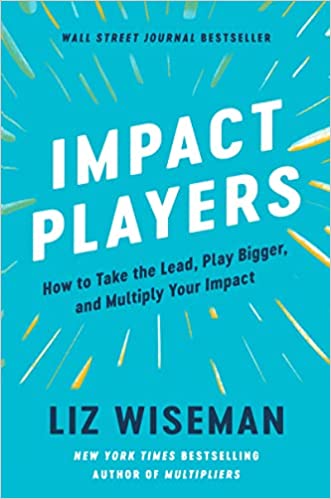 WALL STREET JOURNAL BESTSELLER
IMPACT
PLAYERS
How to Take the Lead, Play Bigger,
and Multiply Your Impact
LIZ WISEMAN
NEW YORK TIMES BESTSELLING
AUTHOR OF MULTIPLIERS